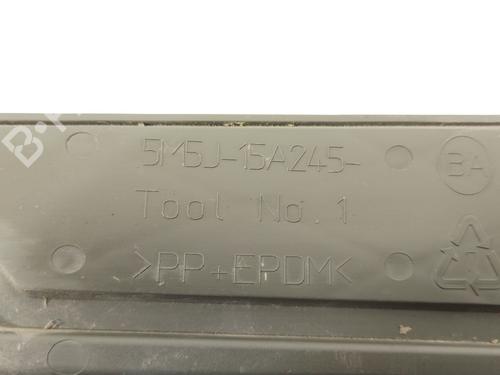 5M5J-15A245-
BA
Tool No.1
>PP+EPDM<